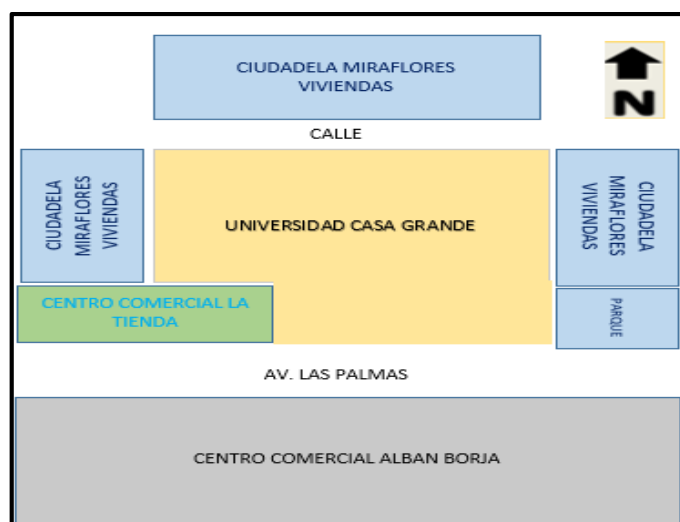 CIUDADELA MIRAFLORES
VIVIENDAS
N
CALLE
CIUDADELA
MIRAFLORES
VIVIENDAS
UNIVERSIDAD CASA GRANDE
CIUDADELA
MIRAFLORES
VIVIENDAS
CENTRO COMERCIAL LA
TIENDA
PARQUE
AV. LAS PALMAS
CENTRO COMERCIAL ALBAN BORJA